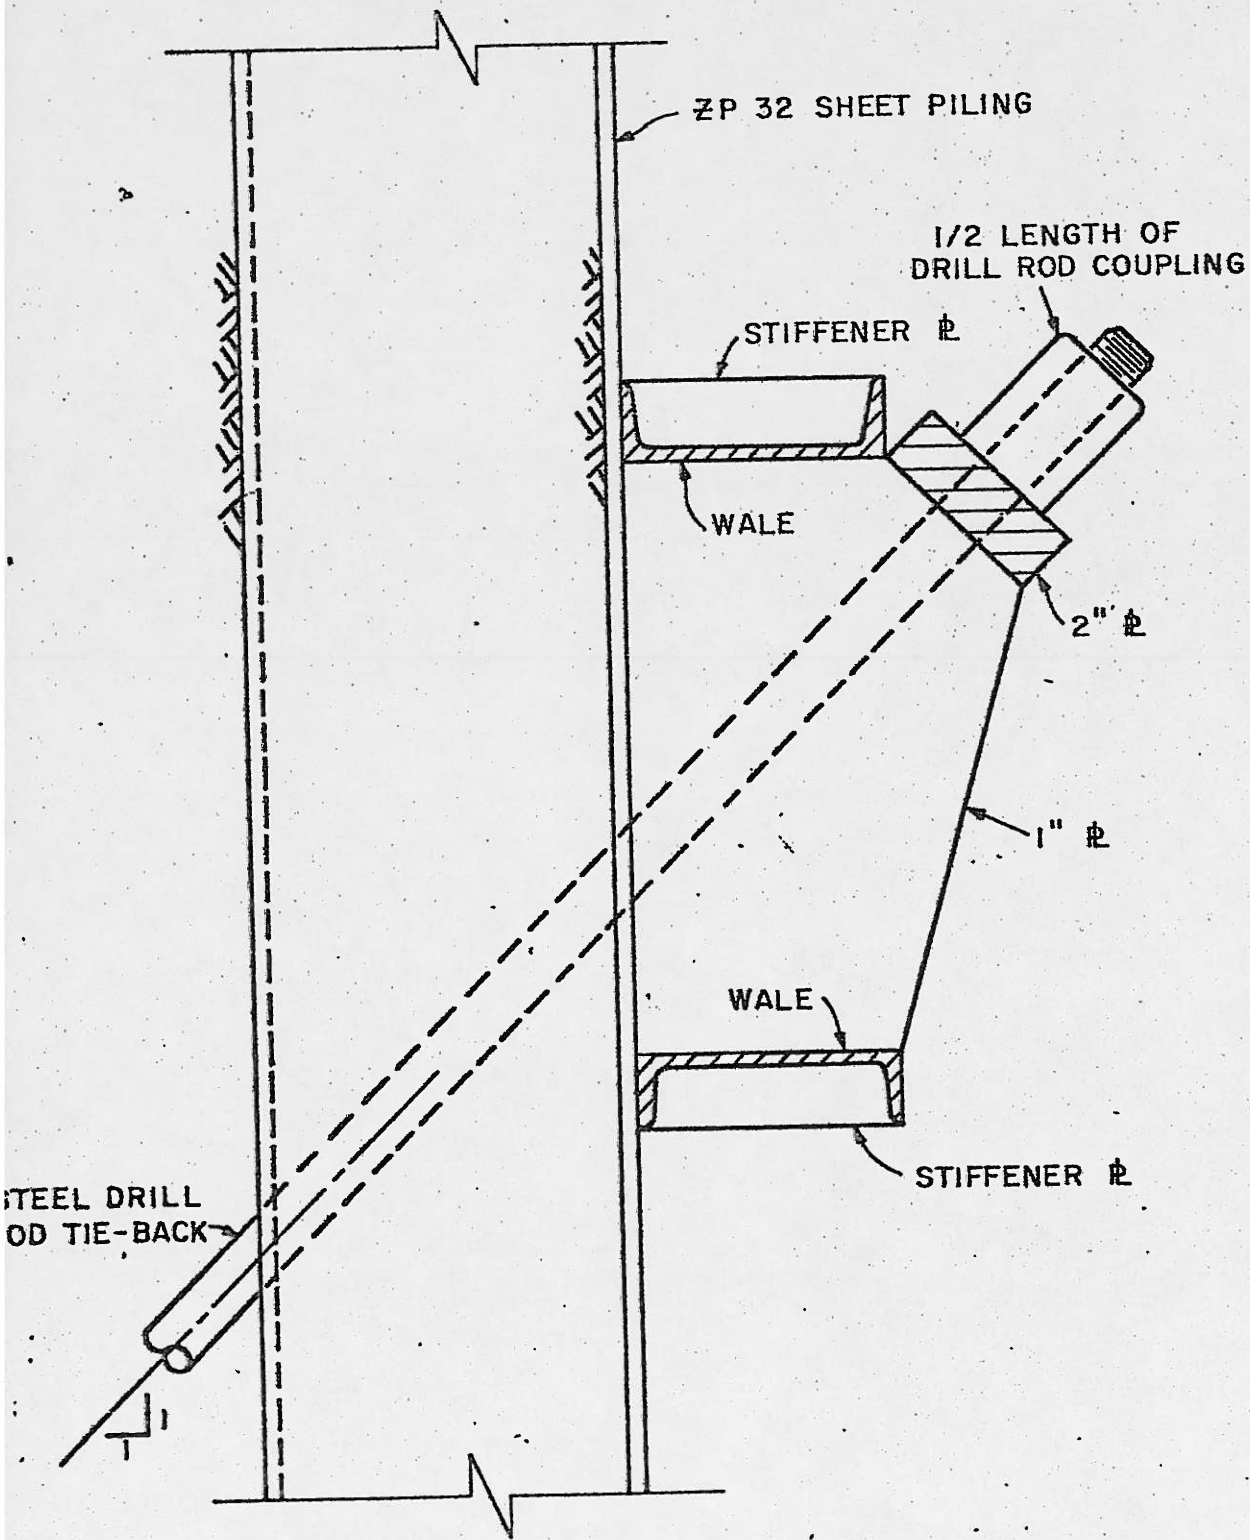 ZP 32 SHEET PILING
1/2 LENGTH OF
DRILL ROD COUPLING
STIFFENER ⅊
WALE
2" ⅊
1" ⅊
WALE
STIFFENER ⅊
STEEL DRILL
OD TIE-BACK
1
1